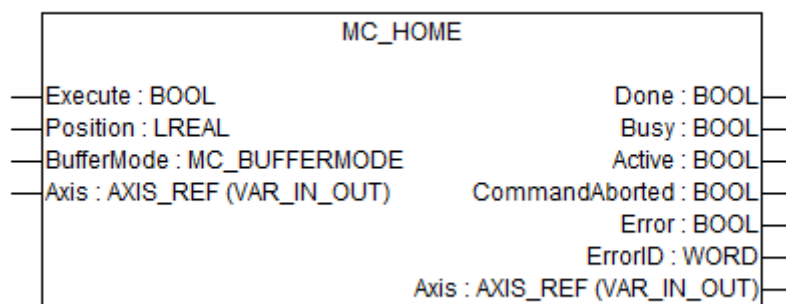 MC_HOME
Execute : BOOL
Done : BOOL
Position : LREAL
Busy : BOOL
BufferMode : MC_BUFFERMODE
Active : BOOL
Axis : AXIS_REF (VAR_IN_OUT)
CommandAborted : BOOL
Error : BOOL
ErrorID : WORD
Axis : AXIS_REF (VAR_IN_OUT)